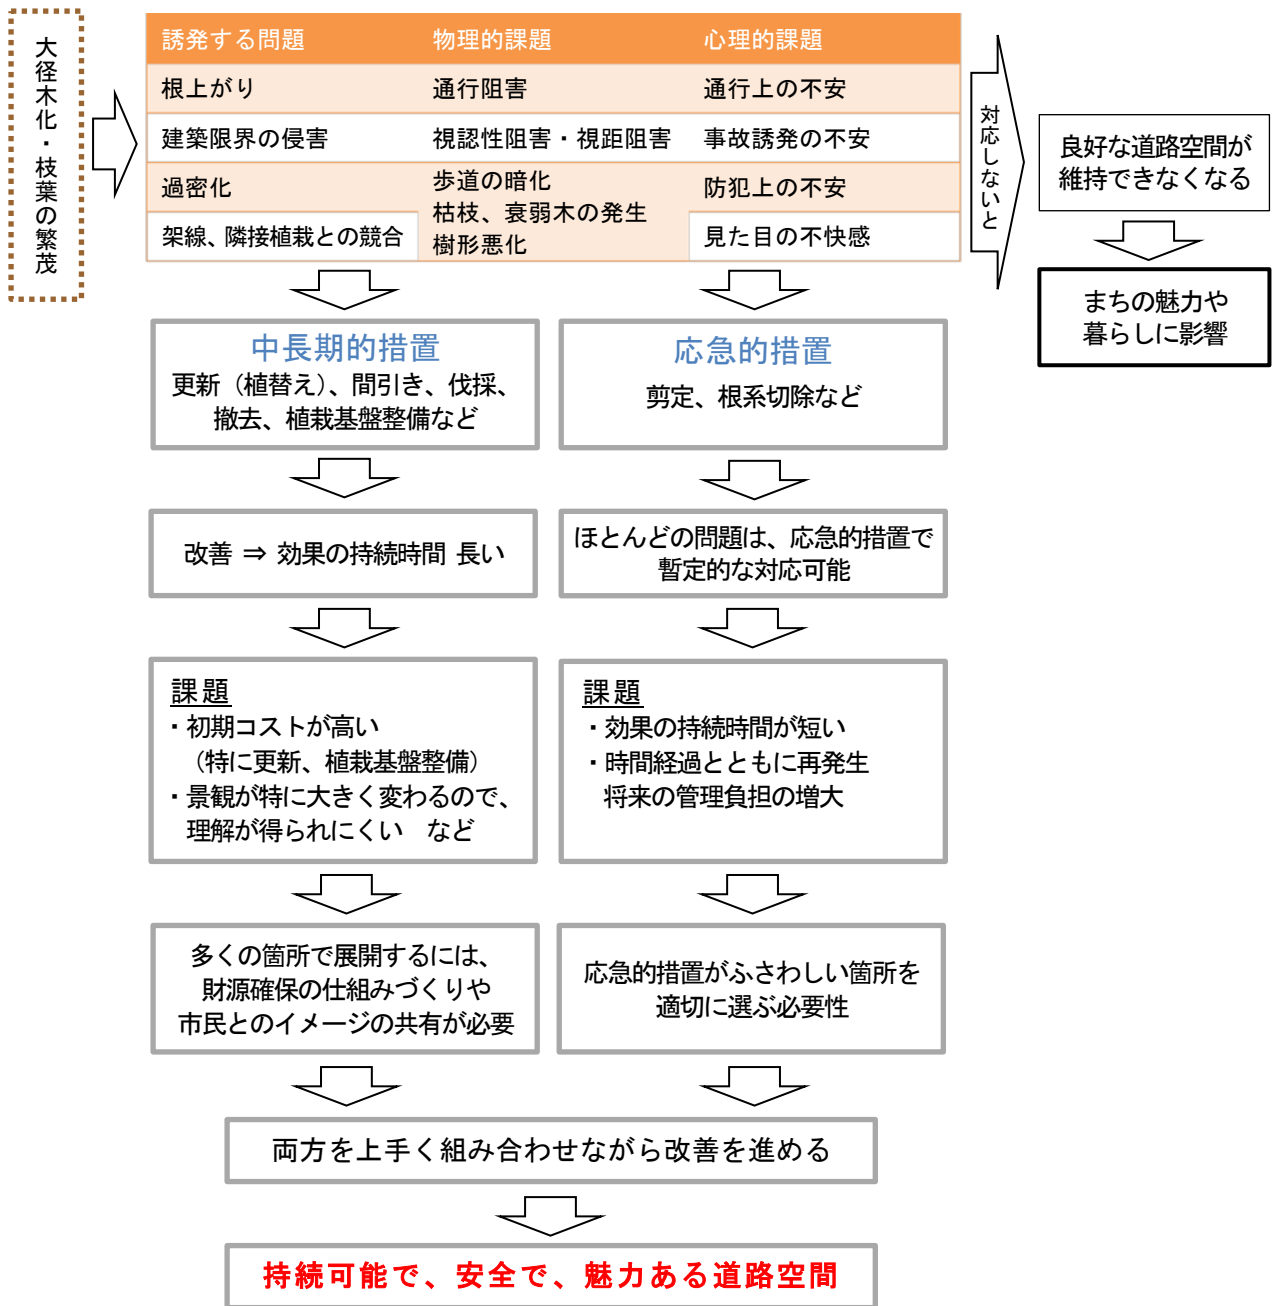 大径木化・枝葉の繁茂
誘発する問題 物理的課題 心理的課題
根上がり 通行阻害 通行上の不安
建築限界の侵害 視認性阻害・視距阻害 事故誘発の不安
過密化 歩道の暗化 防犯上の不安
枯枝、衰弱木の発生
架線、隣接植栽との競合 樹形悪化 見た目の不快感
対応しないと
良好な道路空間が
維持できなくなる
まちの魅力や
暮らしに影響
中長期的措置
更新（植替え）、間引き、伐採、
撤去、植栽基盤整備など
応急的措置
剪定、根系切除など
改善 ⇒ 効果の持続時間 長い
ほとんどの問題は、応急的措置で
暫定的な対応可能
課題
・初期コストが高い
（特に更新、植栽基盤整備）
・景観が特に大きく変わるので、
理解が得られにくい　など
課題
・効果の持続時間が短い
・時間経過とともに再発生
将来の管理負担の増大
多くの箇所で展開するには、
財源確保の仕組みづくりや
市民とのイメージの共有が必要
応急的措置がふさわしい箇所を
適切に選ぶ必要性
両方を上手く組み合わせながら改善を進める
持続可能で、安全で、魅力ある道路空間